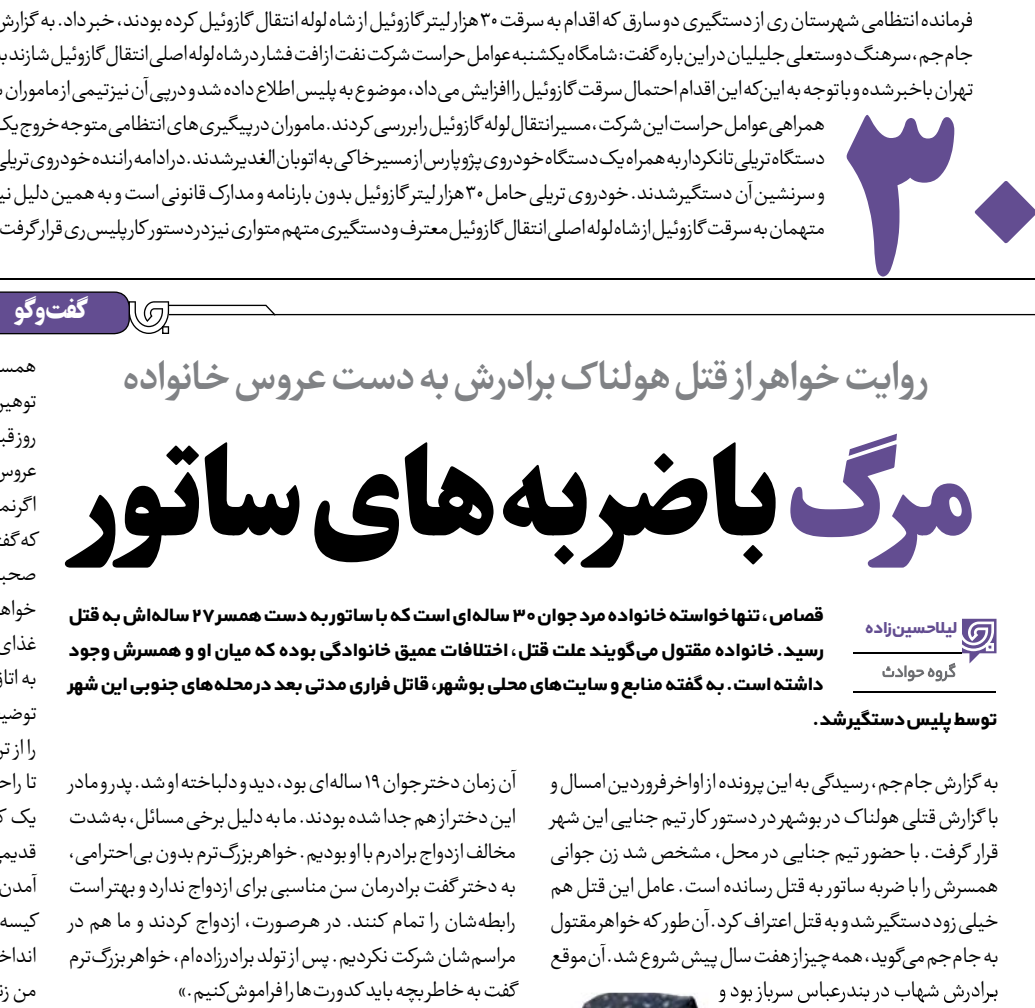 فرمانده انتظامی شهرستان ری از دستگیری دو سارق که اقدام به سرقت ۳۰ هزار لیتر گازوئیل از شاه لوله انتقال گازوئیل کرده بودند، خبر داد. به گزارش
جام‌جم، سرهنگ دوستعلی جلیلیان در این باره گفت: شامگاه یکشنبه عوامل حراست شرکت نفت از افت فشار در شاه لوله اصلی انتقال گازوئیل شازند به
تهران باخبر شده و با توجه به این‌که این اقدام احتمال سرقت گازوئیل را افزایش می‌داد، موضوع به پلیس اطلاع داده شد و در پی آن نیز تیمی از ماموران
همراهی عوامل حراست این شرکت، مسیر انتقال لوله گازوئیل را بررسی کردند. ماموران در پیگیری‌های انتظامی متوجه خروج یک
دستگاه تریلی تانکردار به همراه یک دستگاه خودروی پژو پارس از مسیر خاکی به اتوبان الغدیر شدند. در ادامه راننده خودروی تریلی
و سرنشین آن دستگیر شدند. خودروی تریلی حامل ۳۰ هزار لیتر گازوئیل بدون بارنامه و مدارک قانونی است و به همین دلیل
متهمان به سرقت گازوئیل از شاه لوله اصلی انتقال گازوئیل معترف و دستگیری متهم متواری نیز در دستور کار پلیس ری قرار گرفت
۳۰
گفت‌وگو
روایت خواهر از قتل هولناک برادرش به دست عروس خانواده
مرگ با ضربه‌های ساتور
لیلا حسین‌زاده
گروه حوادث
قصاص، تنها خواسته خانواده مرد جوان ۳۰ ساله‌ای است که با ساتور به دست همسر ۲۷ ساله‌اش به قتل
رسید. خانواده مقتول می‌گویند علت قتل، اختلافات عمیق خانوادگی بوده که میان او و همسرش وجود
داشته است. به گفته منابع و سایت‌های محلی بوشهر، قاتل فراری مدتی بعد در محله‌های جنوبی این شهر
توسط پلیس دستگیر شد.
به گزارش جام‌جم، رسیدگی به این پرونده از اواخر فروردین امسال و
با گزارش قتلی هولناک در بوشهر در دستور کار تیم جنایی این شهر
قرار گرفت. با حضور تیم جنایی در محل، مشخص شد زن جوانی
همسرش را با ضربه ساتور به قتل رسانده است. عامل این قتل هم
خیلی زود دستگیر شد و به قتل اعتراف کرد. آن طور که خواهر مقتول
به جام‌جم می‌گوید، همه چیز از هفت سال پیش شروع شد. آن موقع
برادرش شهاب در بندرعباس سرباز بود و
آن زمان دختر جوان ۱۹ ساله‌ای بود، دید و دلباخته او شد. پدر و مادر
این دختر از هم جدا شده بودند. ما به دلیل برخی مسائل، به‌شدت
مخالف ازدواج برادرم با او بودیم. خواهر بزرگ‌ترم بدون بی‌احترامی،
به دختر گفت برادرمان سن مناسبی برای ازدواج ندارد و بهتر است
رابطه‌شان را تمام کنند. در هرصورت، ازدواج کردند و ما هم در
مراسم‌شان شرکت نکردیم. پس از تولد برادرزاده‌ام، خواهر بزرگ‌ترم
گفت به خاطر بچه باید کدورت‌ها را فراموش کنیم.»
عروس
خواهر
غذای
را از
تا
یک
آمدن
کیسه
من